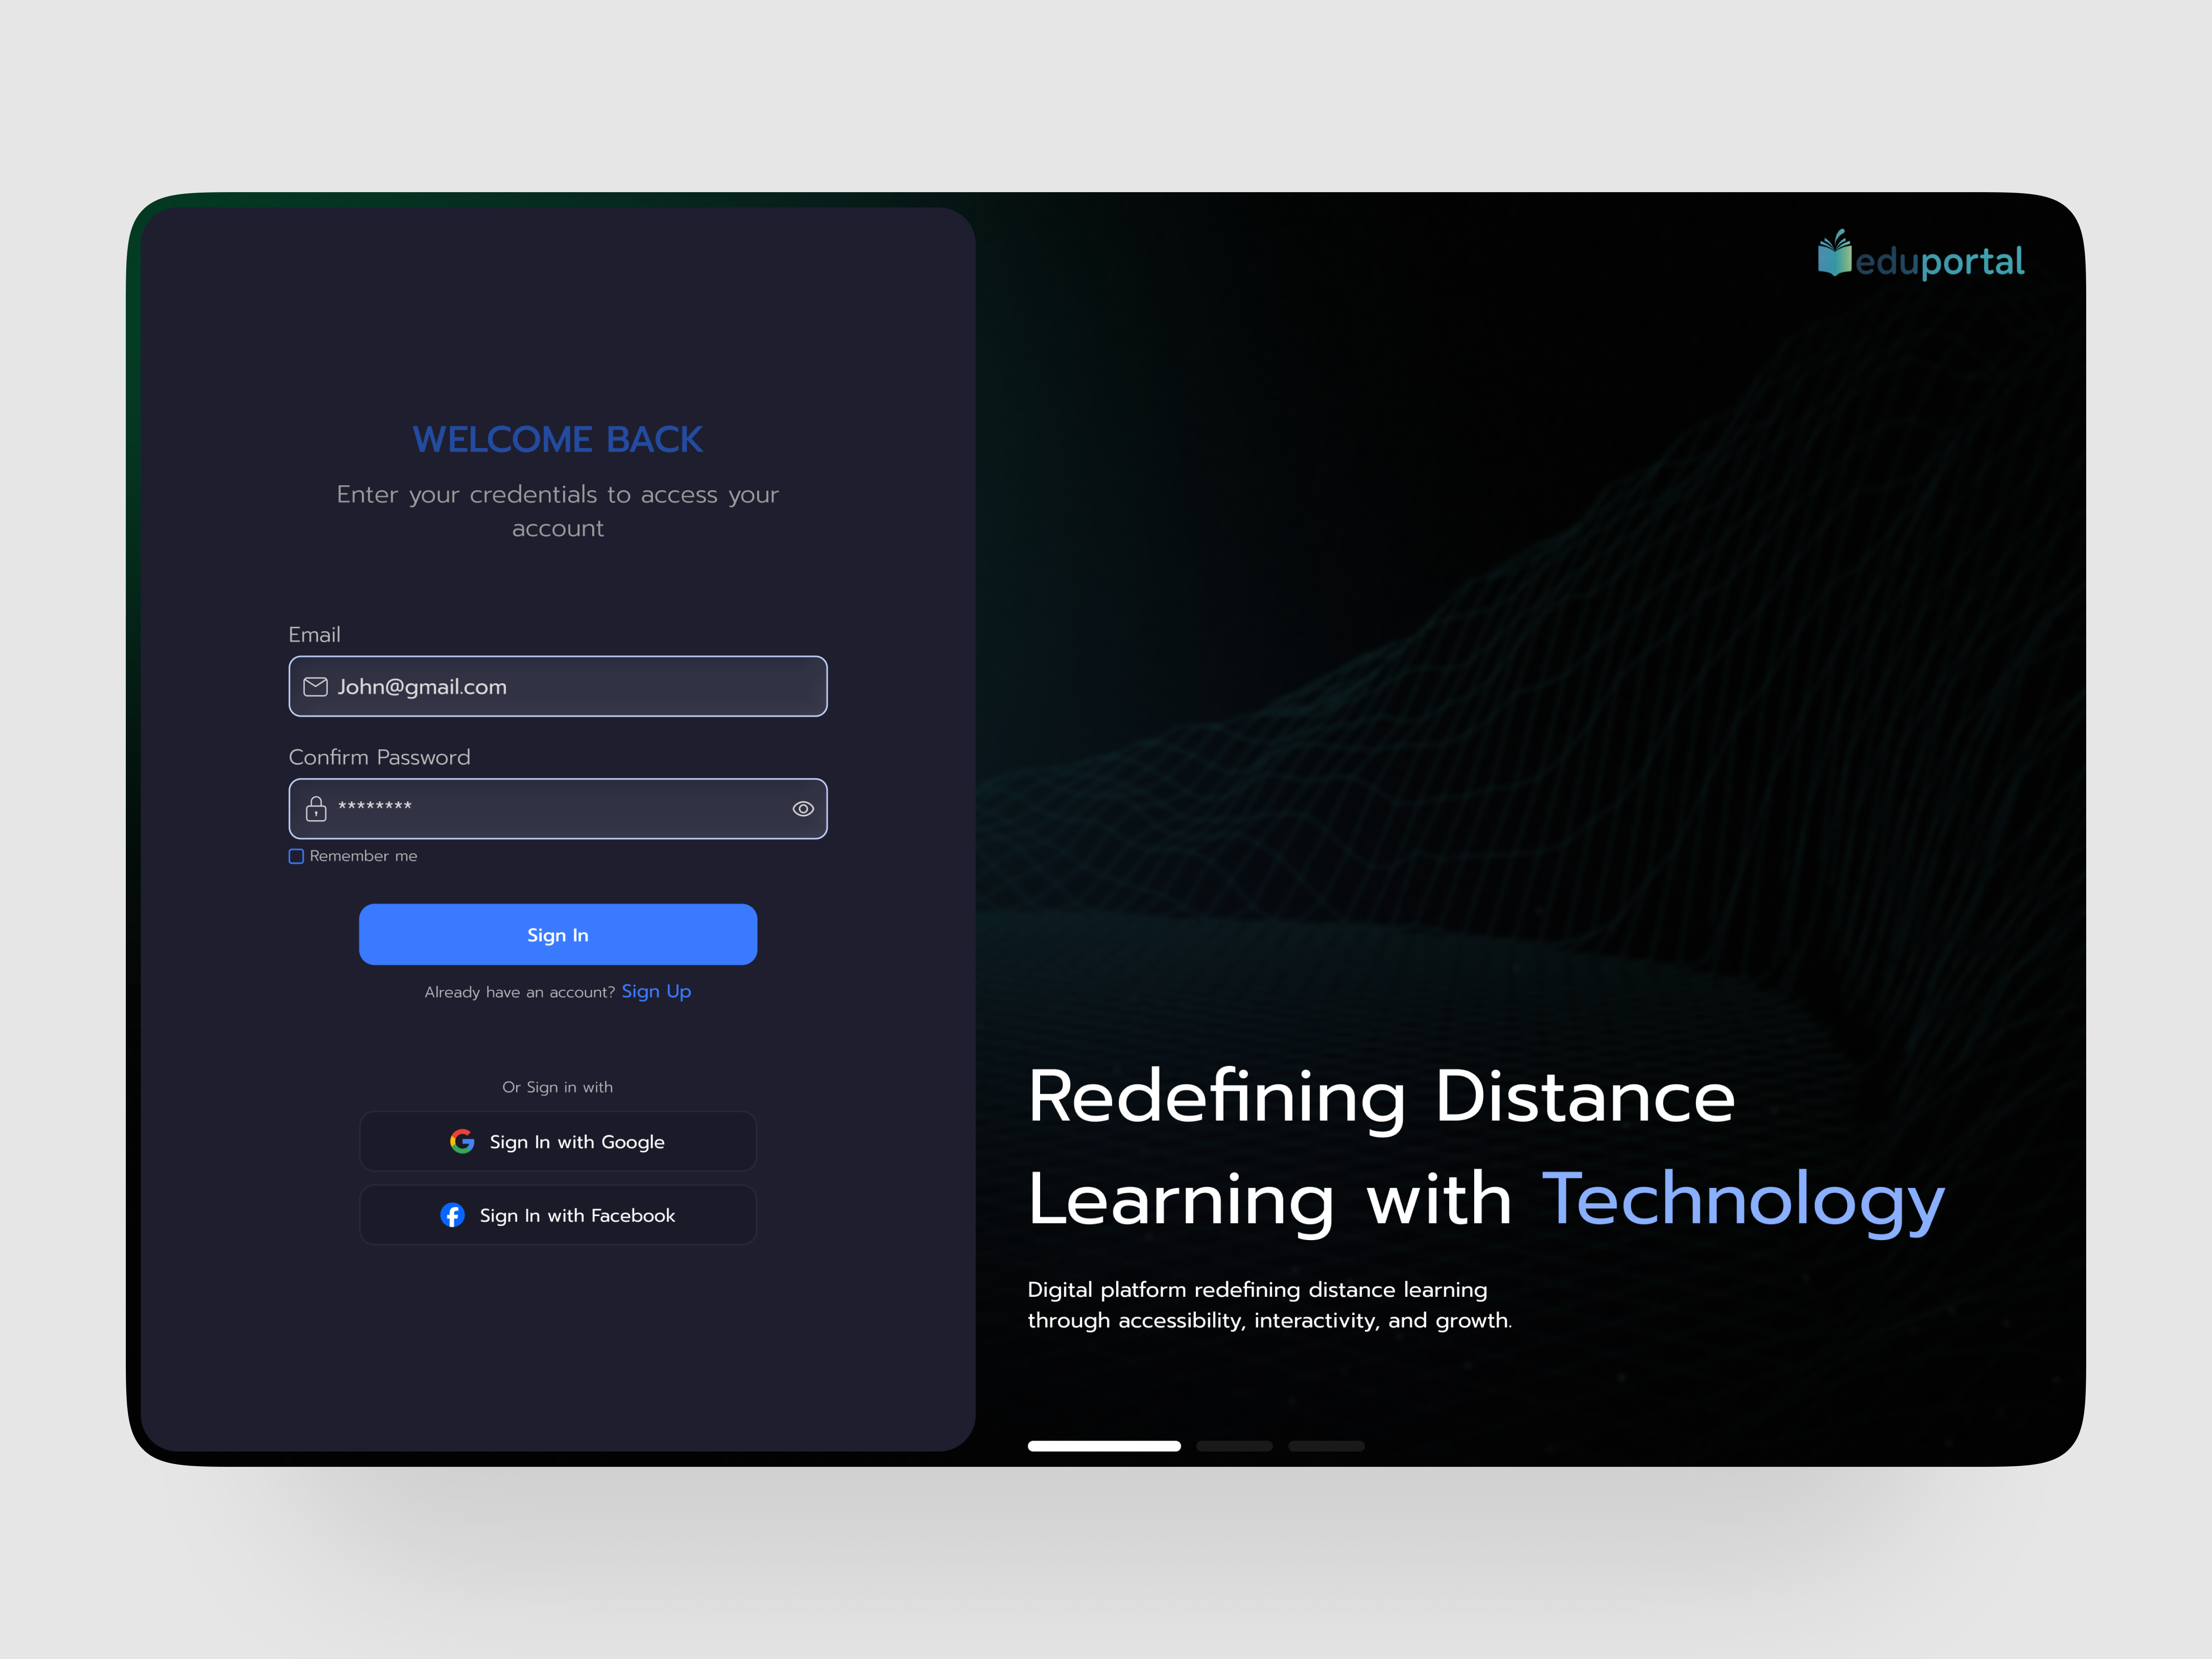 WELCOME BACK
Enter your credentials to access your
account
Email
John@gmail.com
Confirm Password
********
Remember me
Sign In
Already have an account? Sign Up
Or Sign in with
Sign In with Google
Sign In with Facebook
eduportal
Redefining Distance
Learning with Technology
Digital platform redefining distance learning
through accessibility, interactivity, and growth.